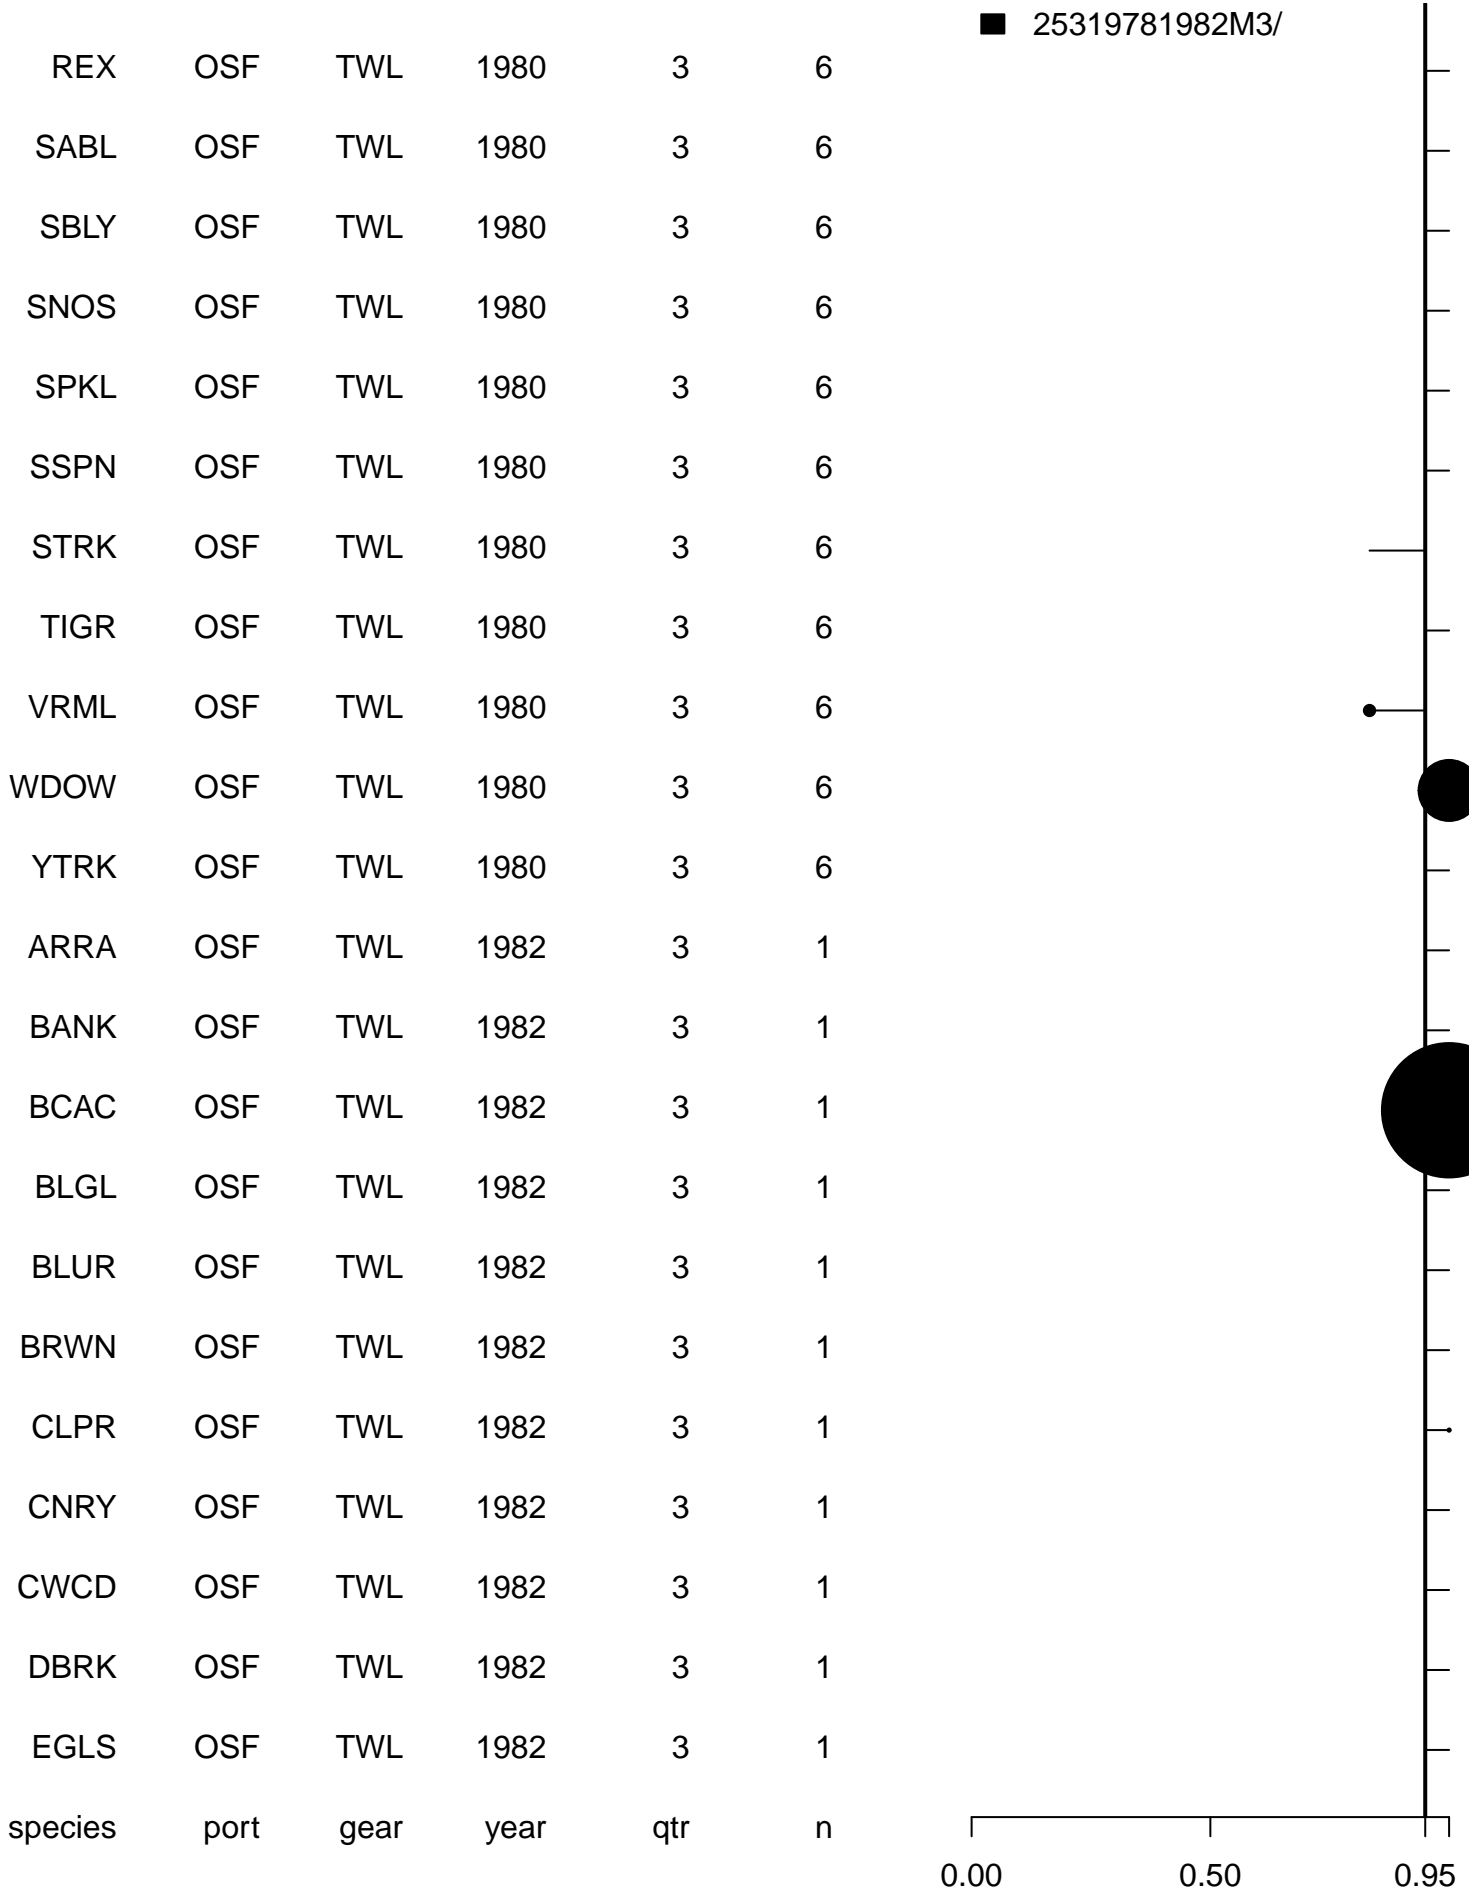 25319781982M3/
REX OSF TWL 1980 3 6
SABL OSF TWL 1980 3 6
SBLY OSF TWL 1980 3 6
SNOS OSF TWL 1980 3 6
SPKL OSF TWL 1980 3 6
SSPN OSF TWL 1980 3 6
STRK OSF TWL 1980 3 6
TIGR OSF TWL 1980 3 6
VRML OSF TWL 1980 3 6
WDOW OSF TWL 1980 3 6
YTRK OSF TWL 1980 3 6
ARRA OSF TWL 1982 3 1
BANK OSF TWL 1982 3 1
BCAC OSF TWL 1982 3 1
BLGL OSF TWL 1982 3 1
BLUR OSF TWL 1982 3 1
BRWN OSF TWL 1982 3 1
CLPR OSF TWL 1982 3 1
CNRY OSF TWL 1982 3 1
CWCD OSF TWL 1982 3 1
DBRK OSF TWL 1982 3 1
EGLS OSF TWL 1982 3 1
species port gear year qtr n
0.00 0.50 0.95